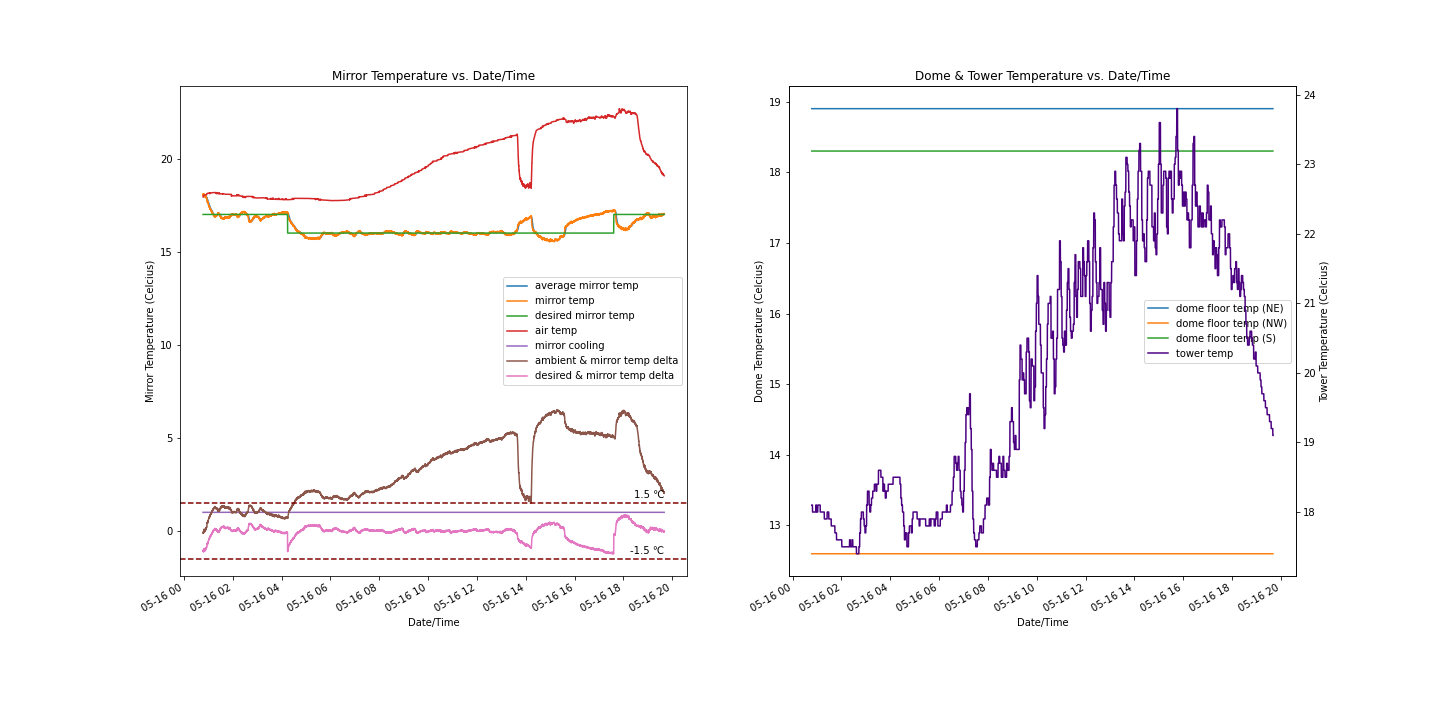 Mirror Temperature vs. Date/Time
Mirror Temperature (Celcius)
20
15
10
5
0
average mirror temp
mirror temp
desired mirror temp
air temp
mirror cooling
ambient & mirror temp delta
desired & mirror temp delta
1.5 °C
-1.5 °C
05-16 00
05-16 02
05-16 04
05-16 06
05-16 08
05-16 10
05-16 12
05-16 14
05-16 16
05-16 18
05-16 20
Date/Time
Dome & Tower Temperature vs. Date/Time
Dome Temperature (Celcius)
19
18
17
16
15
14
13
dome floor temp (NE)
dome floor temp (NW)
dome floor temp (S)
tower temp
24
23
22
21
20
19
18
Tower Temperature (Celcius)
05-16 00
05-16 02
05-16 04
05-16 06
05-16 08
05-16 10
05-16 12
05-16 14
05-16 16
05-16 18
05-16 20
Date/Time